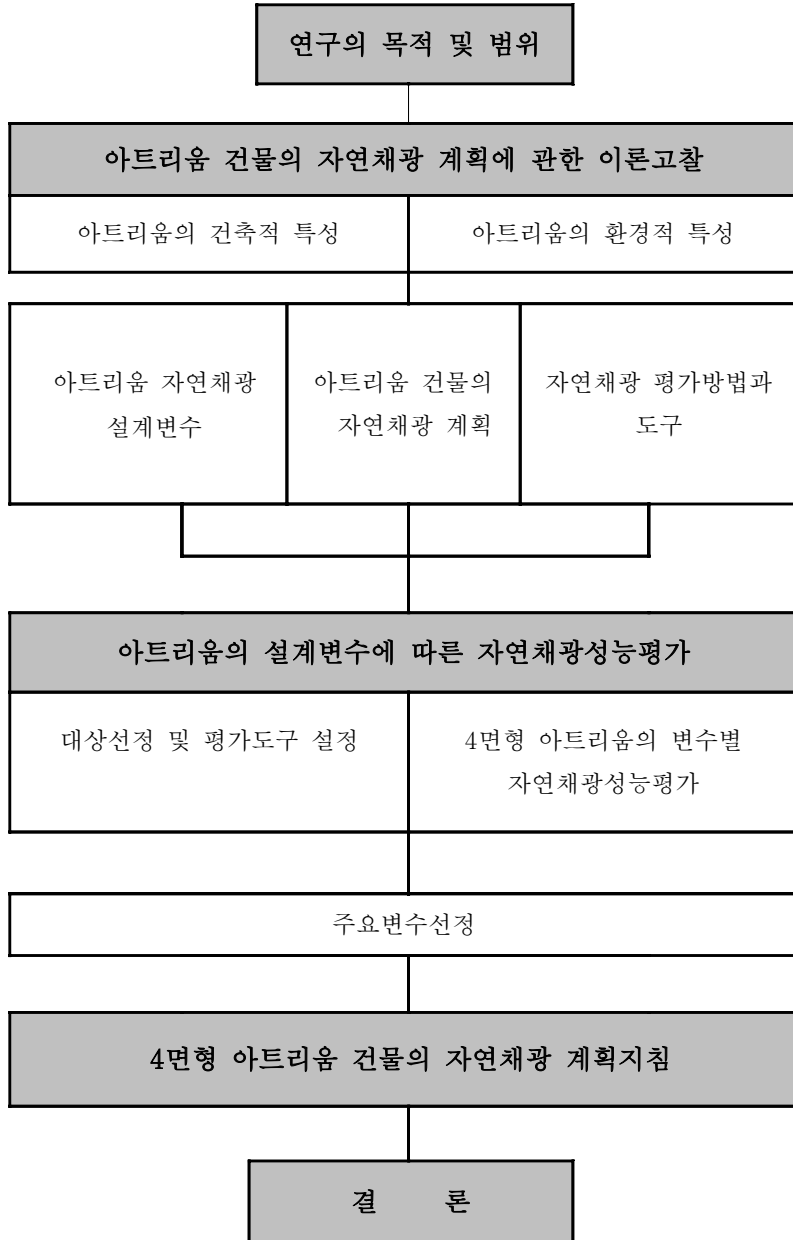 연구의 목적 및 범위
아트리움 건물의 자연채광 계획에 관한 이론고찰
아트리움의 건축적 특성
아트리움의 환경적 특성
아트리움 자연채광
설계변수
아트리움 건물의
자연채광 계획
자연채광 평가방법과
도구
아트리움의 설계변수에 따른 자연채광성능평가
대상선정 및 평가도구 설정
4면형 아트리움의 변수별
자연채광성능평가
주요변수선정
4면형 아트리움 건물의 자연채광 계획지침
결 론